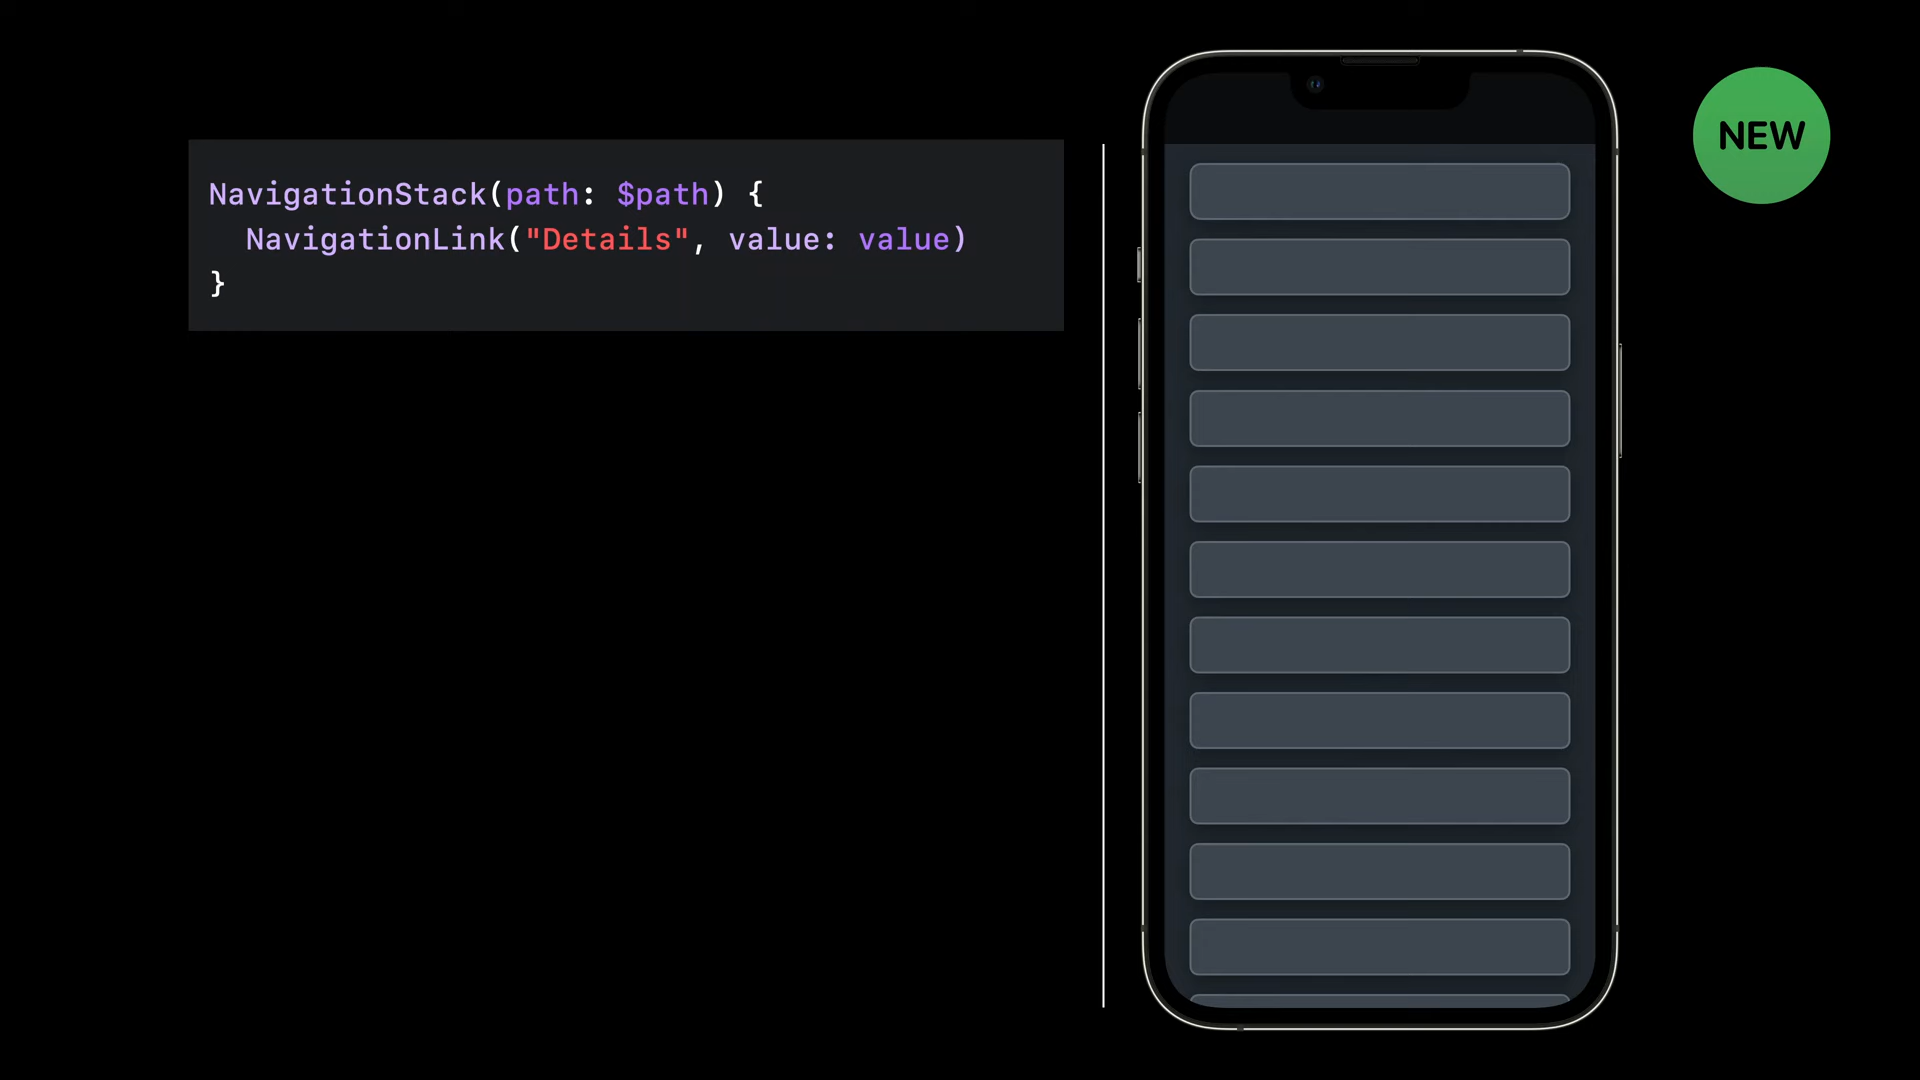 NavigationStack(path: $path) {
  NavigationLink("Details", value: value)
}
NEW